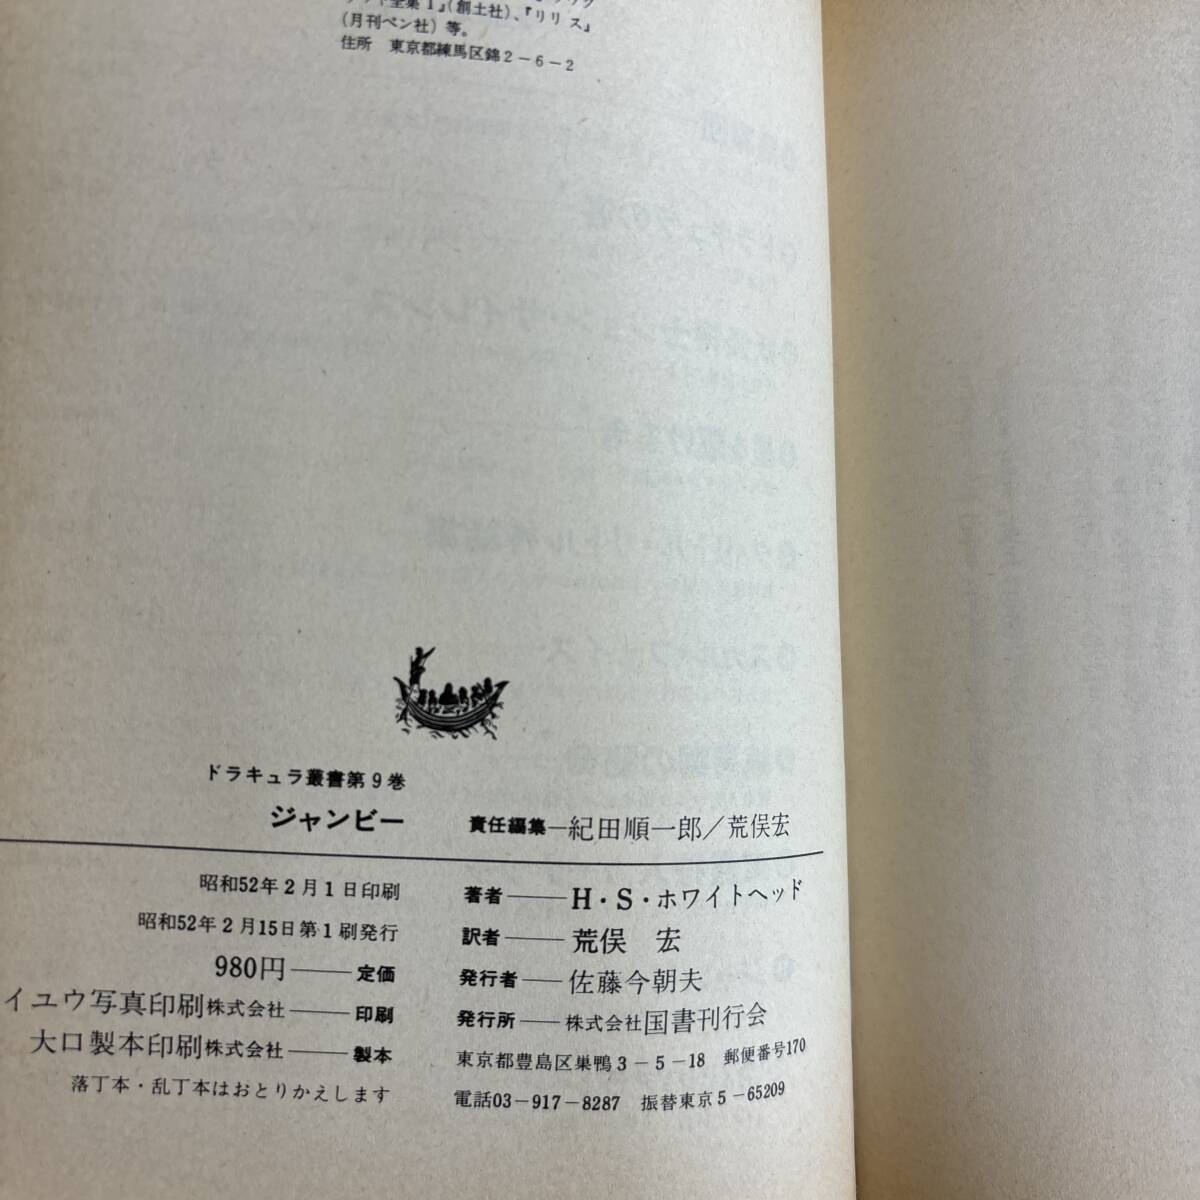 全集Ⅰ』(創土社)、『リリス』
(月刊ペン社)等。
住所 東京都練馬区錦2-6-2
ドラキュラ叢書第9巻
ジャンビー
責任編集―紀田順一郎/荒俣宏
昭和52年2月1日印刷
昭和52年2月15日第1刷発行
980円――定価
イユウ写真印刷株式会社――印刷
大口製本印刷株式会社――製本
落丁本・乱丁本はおとりかえします
著者――H・S・ホワイトヘッド
訳者――荒俣 宏
発行者――佐藤今朝夫
発行所――株式会社国書刊行会
東京都豊島区巣鴨3-5-18 郵便番号170
電話03-917-8287 振替東京5-65209